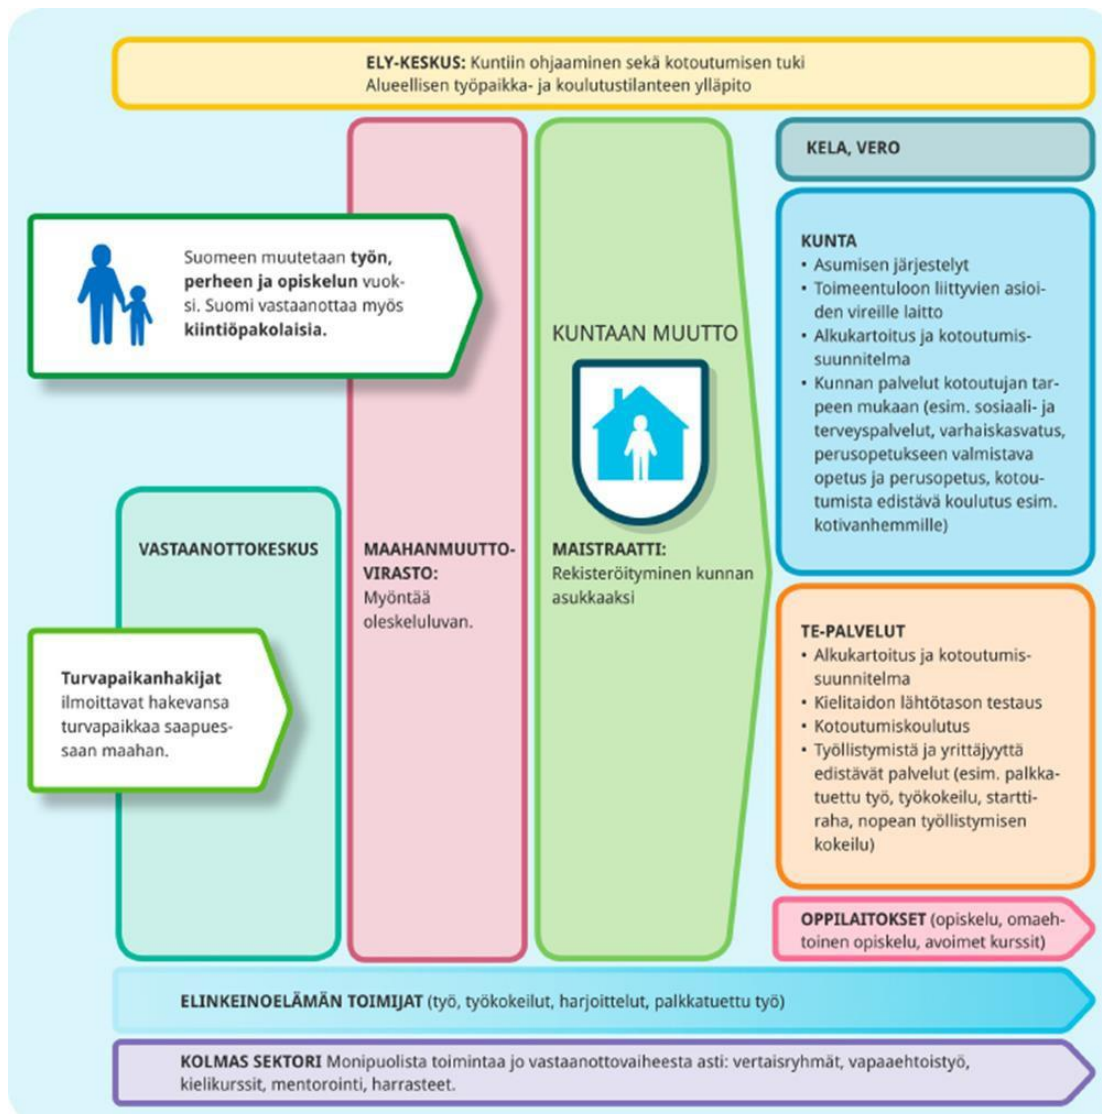 ELY-KESKUS: Kuntiin ohjaaminen sekä kotoutumisen tuki
Alueellisen työpaikka- ja koulutustilanteen ylläpito
Suomeen muutetaan työn,
perheen ja opiskelun vuok-
si. Suomi vastaanottaa myös
kiintiöpakolaisia.
VASTAANOTTOKESKUS
Turvapaikanhakijat
ilmoittavat hakevansa
turvapaikkaa saapues-
saan maahan.
MAAHANMUUTTO-
VIRASTO:
Myöntää
oleskeluluvan.
KUNTAAN MUUTTO
MAISTRAATTI:
Rekisteröityminen kunnan
asukkaaksi
KELA, VERO
KUNTA
• Asumisen järjestelyt
• Toimeentuloon liittyvien asioi-
den vireille laitto
• Alkukartoitus ja kotoutumis-
suunnitelma
• Kunnan palvelut kotoutujan tar-
peen mukaan (esim. sosiaali- ja
terveyspalvelut, varhaiskasvatus,
perusopetukseen valmistava
opetus ja perusopetus, kotou-
tumista edistävä koulutus esim.
kotivanhemmille)
TE-PALVELUT
• Alkukartoitus ja kotoutumis-
suunnitelma
• Kielitaidon lähtötason testaus
• Kotoutumiskoulutus
• Työllistymistä ja yrittäjyyttä
edistävät palvelut (esim. palkka-
tuettu työ, työkokeilu, startti-
raha, nopean työllistymisen
kokeilu)
OPPILAITOKSET (opiskelu, omaeh-
toinen opiskelu, avoimet kurssit)
ELINKEINOELÄMÄN TOIMIJAT (työ, työkokeilut, harjoittelut, palkkatuettu työ)
KOLMAS SEKTORI Monipuolista toimintaa jo vastaanottovaiheesta asti: vertaisryhmät, vapaaehtoistyö,
kielikurssit, mentorointi, harrasteet.